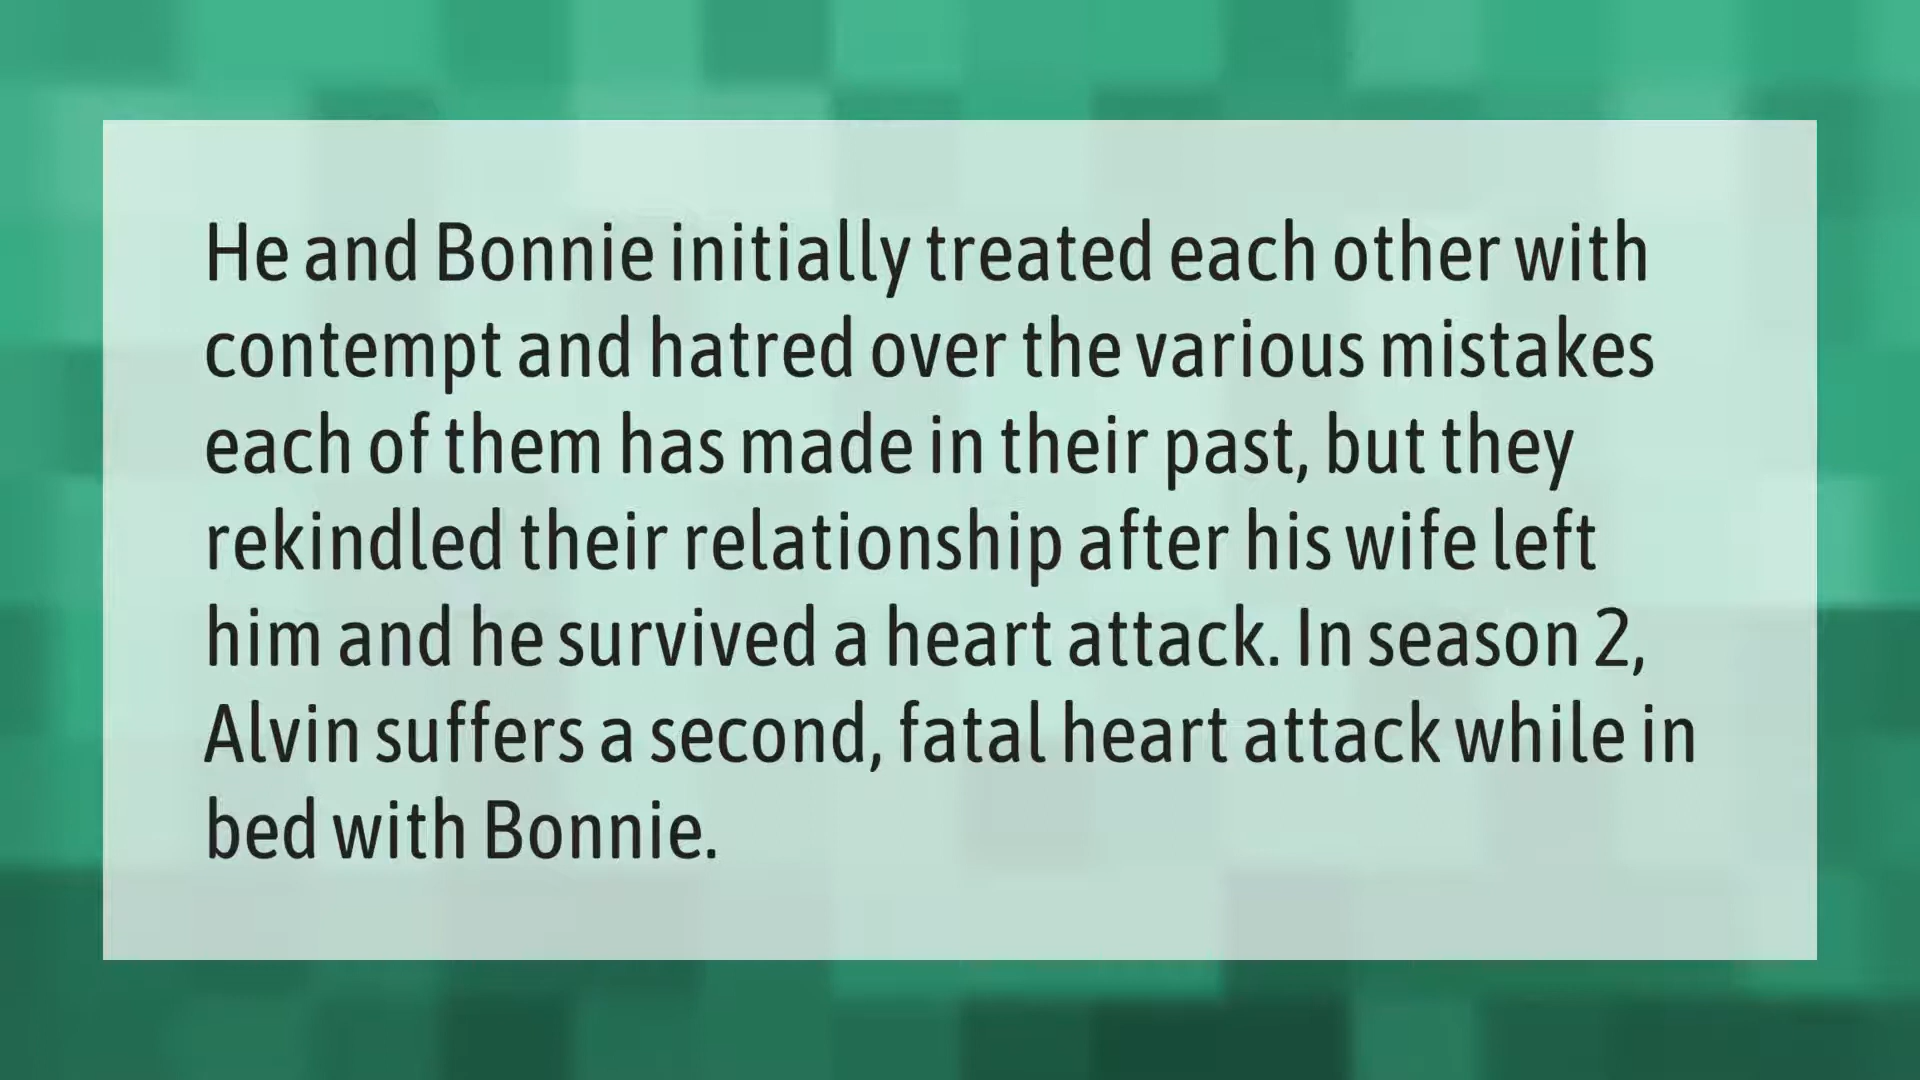 He and Bonnie initially treated each other with
contempt and hatred over the various mistakes
each of them has made in their past, but they
rekindled their relationship after his wife left
him and he survived a heart attack. In season 2,
Alvin suffers a second, fatal heart attack while in
bed with Bonnie.